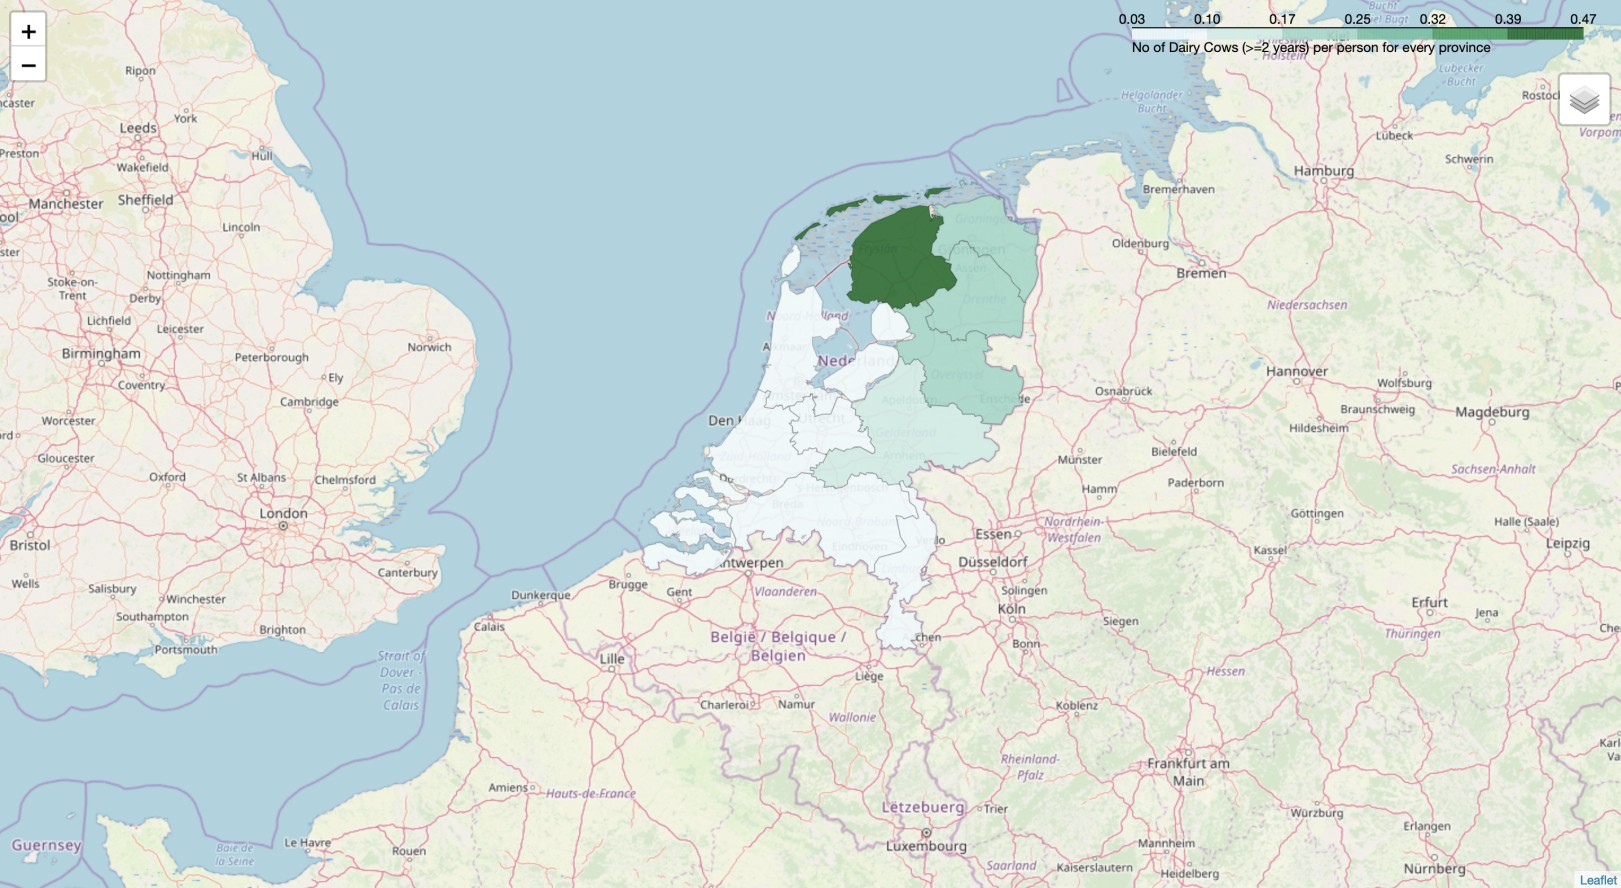 +
−
0.03 0.10 0.17 0.25 0.32 0.39 0.47
No of Dairy Cows (>=2 years) per person for every province
Ripon
York
Leeds
Preston
Wakefield
Hull
Manchester
Sheffield
Lincoln
Stoke-on-
Trent
Nottingham
Derby
Lichfield
Leicester
Norwich
Birmingham
Peterborough
Coventry
Ely
Cambridge
Worcester
Gloucester
Oxford
St Albans
Chelmsford
London
Bristol
Wells
Canterbury
Salisbury
Winchester
Southampton
Brighton
Portsmouth
Strait of
Dover -
Pas de
Calais
Calais
Dunkerque
Brugge
Gent
Vlaanderen
België / Belgique /
Belgien
Lille
Liège
Charleroi
Namur
Wallonie
Amiens
Hauts-de-France
Guernsey
Baie de
la Seine
Le Havre
Rouen
Lëtzebuerg
Luxembourg
Trier
Saarland
Kaiserslautern
Rheinland-
Pfalz
Koblenz
Frankfurt am
Main
Mannheim
Heidelberg
Würzburg
Erlangen
Nürnberg
Hessen
Siegen
Bonn
Köln
Solingen
Düsseldorf
Essen
Nordrhein-
Westfalen
Hamm
Münster
Bielefeld
Paderborn
Osnabrück
Göttingen
Kassel
Halle (Saale)
Leipzig
Erfurt
Jena
Thüringen
Sachsen-Anhalt
Magdeburg
Braunschweig
Wolfsburg
Hildesheim
Hannover
Niedersachsen
Bremen
Oldenburg
Bremerhaven
Hamburg
Schwerin
Lübeck
Helgoländer
Bucht
Lübecker
Bucht
Holstein
Groningen
Assen
Drenthe
Noord-Holland
Nederland
Overijssel
Den Haag
Utrecht
Gelderland
Breda
Eindhoven
Leaflet